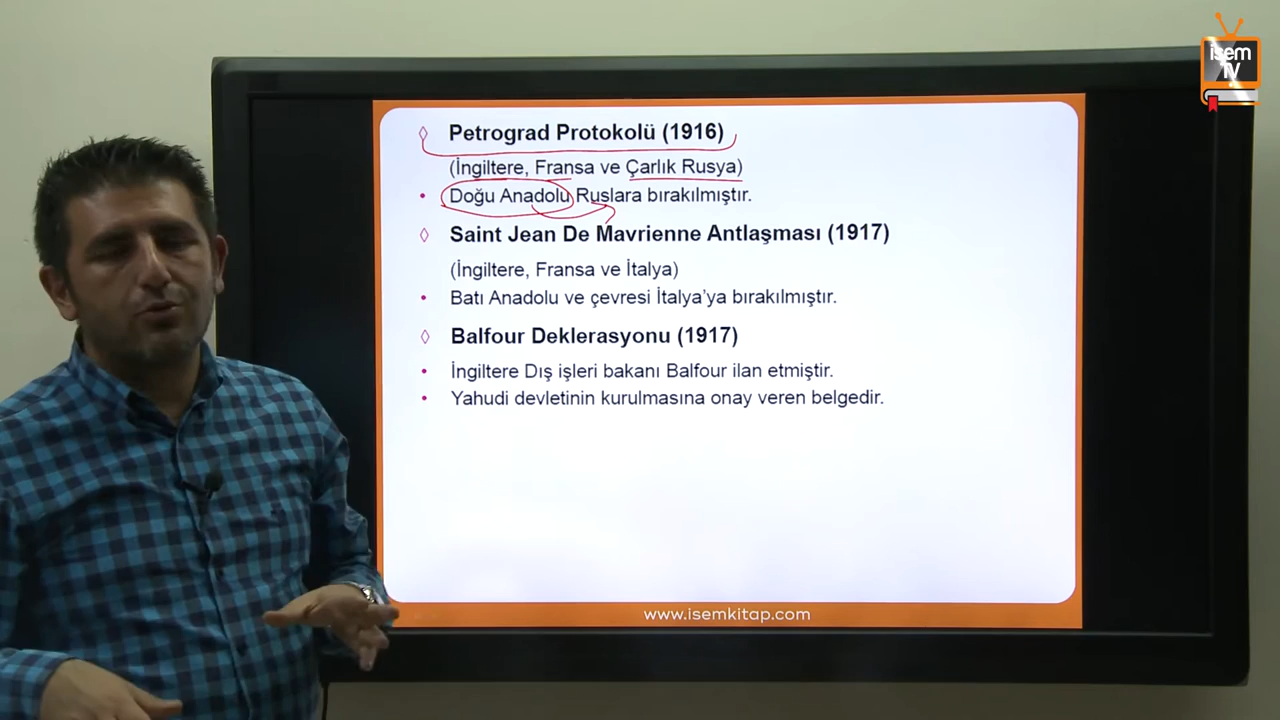 isem
TV
Petrograd Protokolü (1916)
(İngiltere, Fransa ve Çarlık Rusya)
Doğu Anadolu Ruslara bırakılmıştır.
Saint Jean De Mavrienne Antlaşması (1917)
(İngiltere, Fransa ve İtalya)
Batı Anadolu ve çevresi İtalya'ya bırakılmıştır.
Balfour Deklerasyonu (1917)
İngiltere Dış işleri bakanı Balfour ilan etmiştir.
Yahudi devletinin kurulmasına onay veren belgedir.
www.isemkitap.com